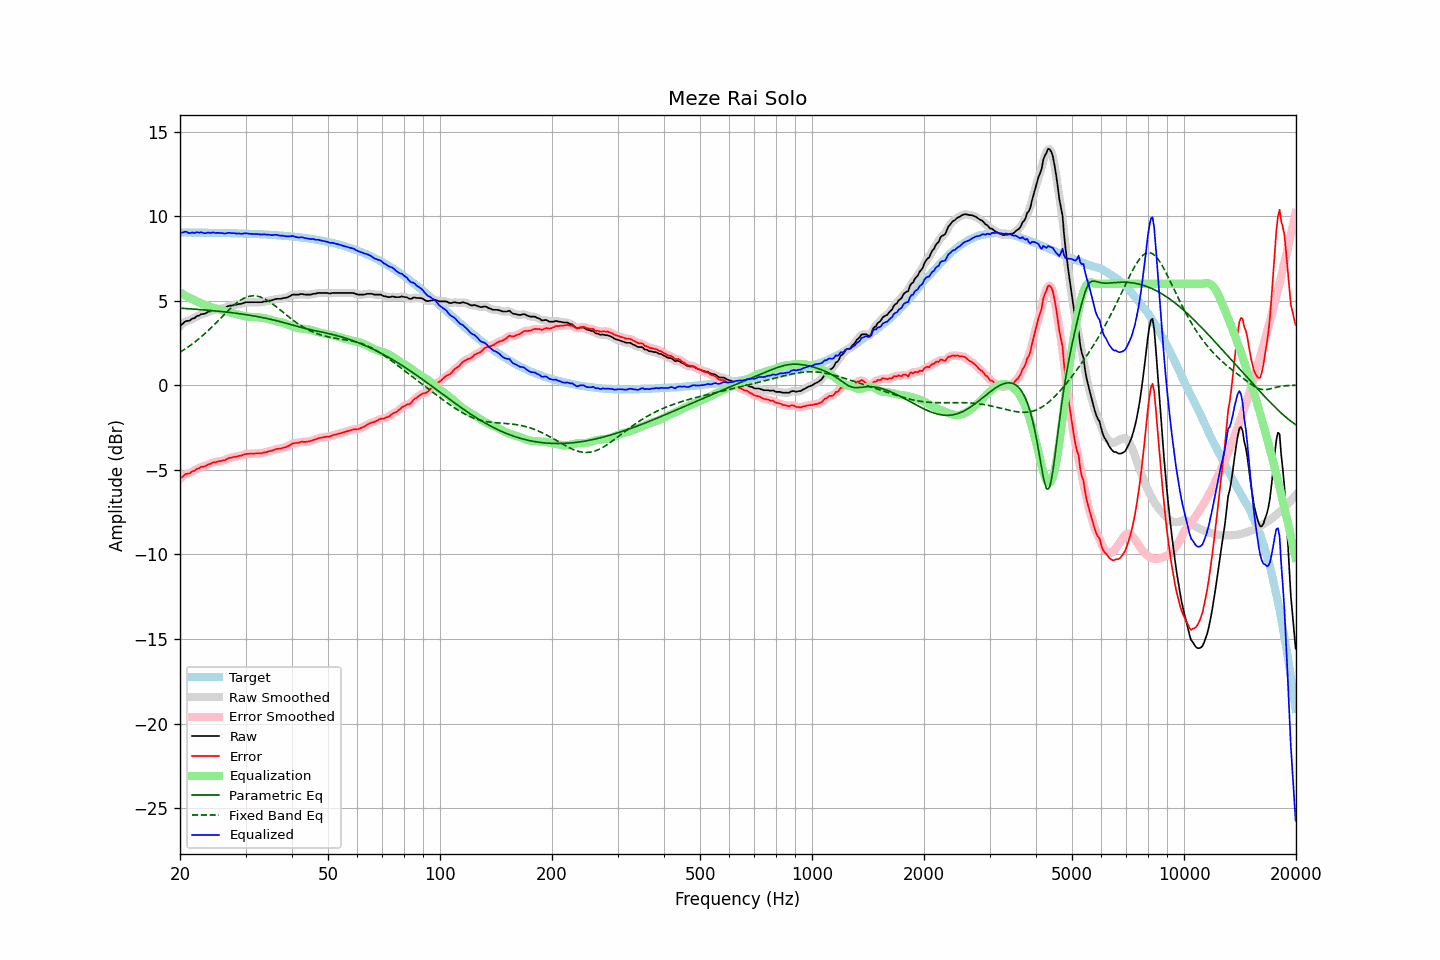 Meze Rai Solo
Amplitude (dBr)
15
10
5
0
−5
−10
−15
−20
−25
Target
Raw Smoothed
Error Smoothed
Raw
Error
Equalization
Parametric Eq
Fixed Band Eq
Equalized
20 50 100 200 500 1000 2000 5000 10000 20000
Frequency (Hz)